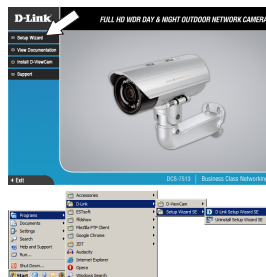 D-Link
FULL HD WDR DAY & NIGHT OUTDOOR NETWORK CAMERA
Setup Wizard
View Documentation
Install D-ViewCam
Support
Exit
DCS-7513 | Business Class Networking
Programs
Documents
Settings
Search
Help and Support
Run...
Shut Down...
Start
Accessories
D-Link
ESTsoft
FileZilla FTP Client
Google Chrome
JDT
Audacity
Internet Explorer
Opera
Windows Search
D-ViewCam
Setup Wizard SE
D-Link Setup Wizard SE
Uninstall Setup Wizard SE